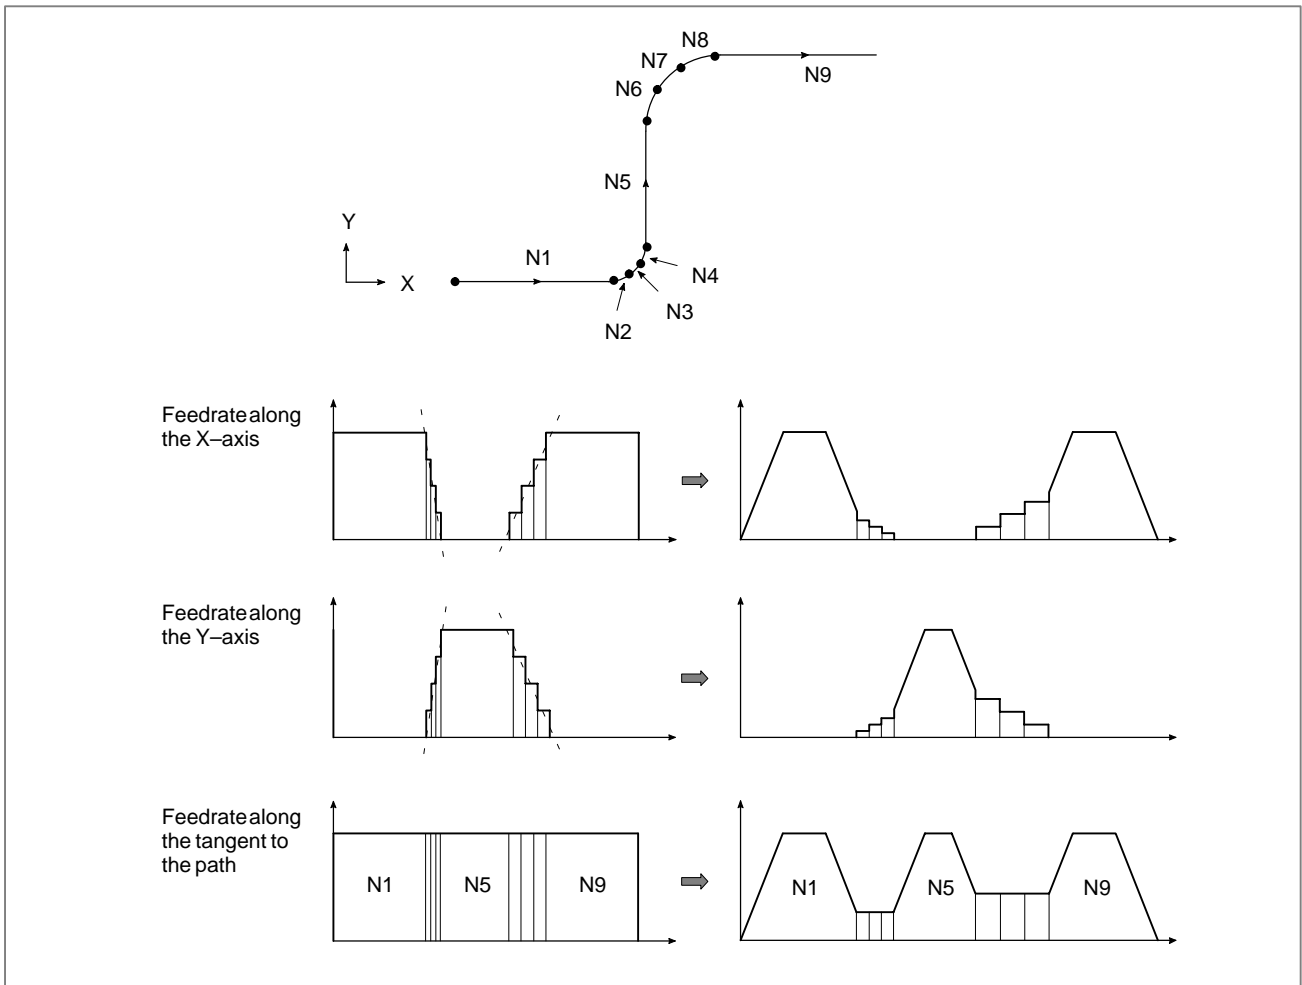 N8
N7
N9
N6
N5
Y
N1
X
N4
N3
N2
Feedrate along
the X–axis
Feedrate along
the Y–axis
Feedrate along
the tangent to
the path
N1 N5 N9 N1 N5 N9